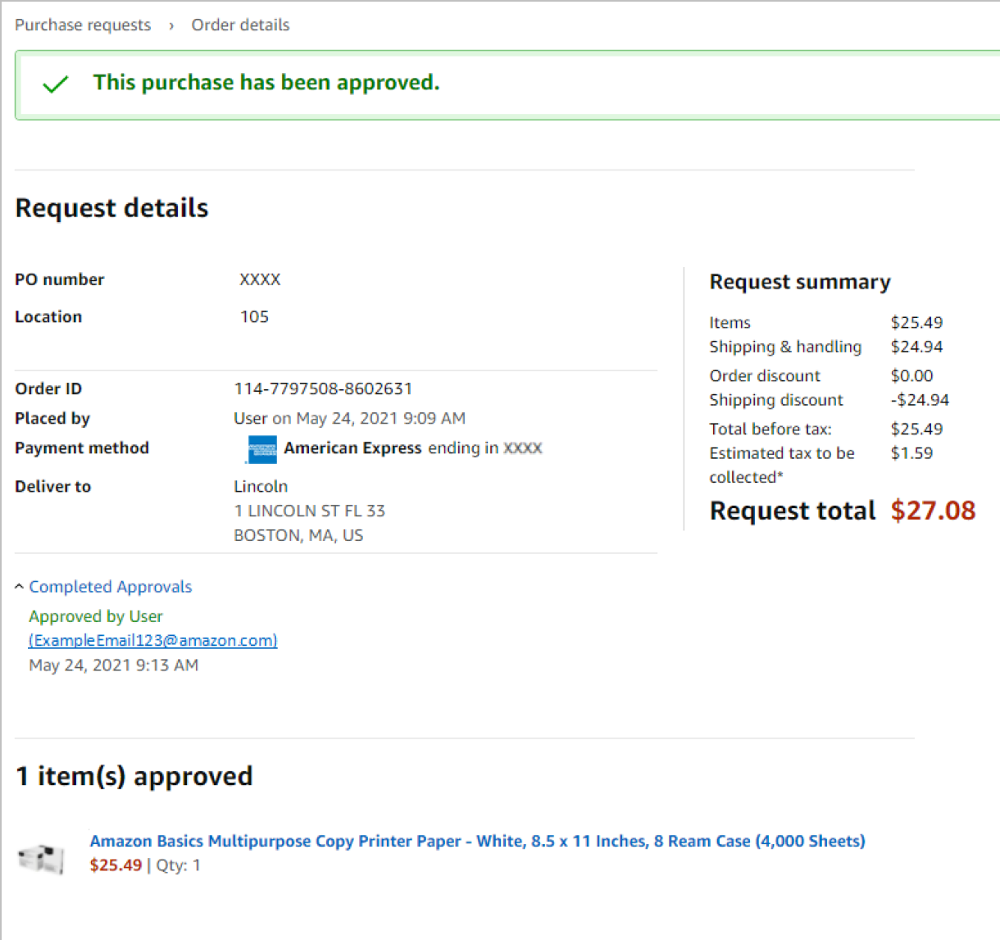 Purchase requests › Order details
This purchase has been approved.
Request details
PO number XXXX
Location 105
Order ID 114-7797508-8602631
Placed by User on May 24, 2021 9:09 AM
Payment method American Express ending in XXXX
Deliver to Lincoln
1 LINCOLN ST FL 33
BOSTON, MA, US
Completed Approvals
Approved by User
(ExampleEmail123@amazon.com)
May 24, 2021 9:13 AM
Request summary
Items $25.49
Shipping & handling $24.94
Order discount $0.00
Shipping discount -$24.94
Total before tax: $25.49
Estimated tax to be $1.59
collected*
Request total $27.08
1 item(s) approved
Amazon Basics Multipurpose Copy Printer Paper - White, 8.5 x 11 Inches, 8 Ream Case (4,000 Sheets)
$25.49 | Qty: 1